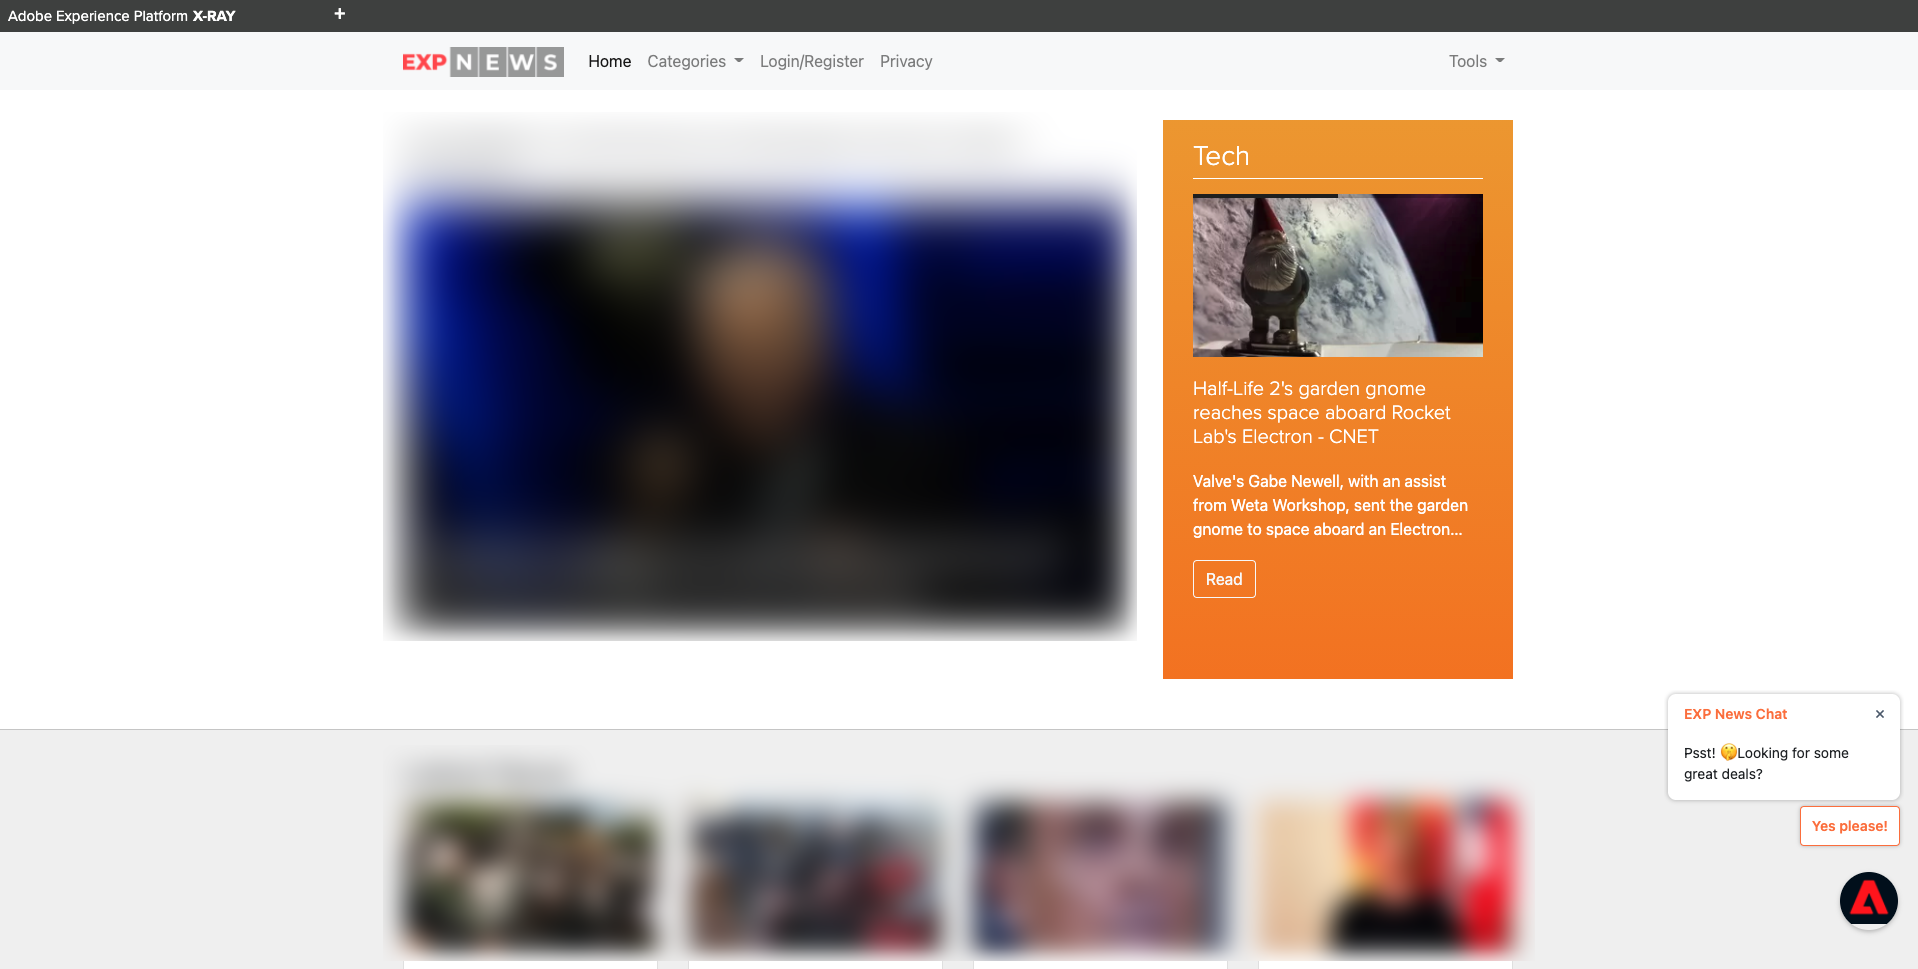 Adobe Experience Platform X-RAY +
EXP NEWS Home Categories Login/Register Privacy Tools
Tech
Half-Life 2's garden gnome
reaches space aboard Rocket
Lab's Electron - CNET
Valve's Gabe Newell, with an assist
from Weta Workshop, sent the garden
gnome to space aboard an Electron...
Read
EXP News Chat ×
Psst! 🤫Looking for some
great deals?
Yes please!